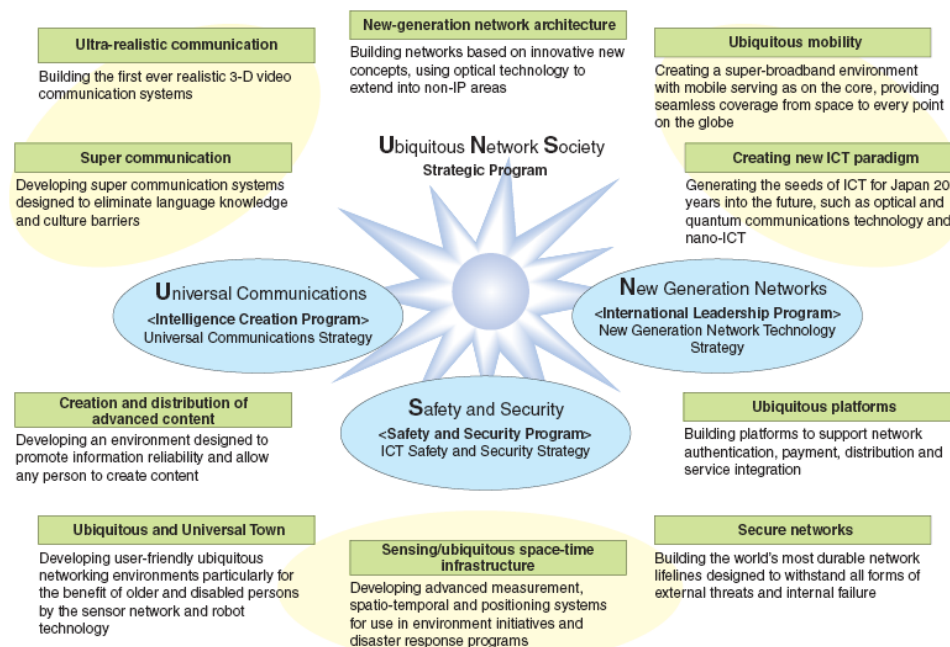 New-generation network architecture
Building networks based on innovative new
concepts, using optical technology to
extend into non-IP areas
Ultra-realistic communication
Building the first ever realistic 3-D video
communication systems
Ubiquitous mobility
Creating a super-broadband environment
with mobile serving as on the core, providing
seamless coverage from space to every point
on the globe
Super communication
Developing super communication systems
designed to eliminate language knowledge
and culture barriers
Ubiquitous Network Society
Strategic Program
Creating new ICT paradigm
Generating the seeds of ICT for Japan 20
years into the future, such as optical and
quantum communications technology and
nano-ICT
Universal Communications
<Intelligence Creation Program>
Universal Communications Strategy
New Generation Networks
<International Leadership Program>
New Generation Network Technology
Strategy
Safety and Security
<Safety and Security Program>
ICT Safety and Security Strategy
Creation and distribution of
advanced content
Developing an environment designed to
promote information reliability and allow
any person to create content
Ubiquitous platforms
Building platforms to support network
authentication, payment, distribution and
service integration
Ubiquitous and Universal Town
Developing user-friendly ubiquitous
networking environments particularly for
the benefit of older and disabled persons
by the sensor network and robot
technology
Sensing/ubiquitous space-time
infrastructure
Developing advanced measurement,
spatio-temporal and positioning systems
for use in environment initiatives and
disaster response programs
Secure networks
Building the world's most durable network
lifelines designed to withstand all forms of
external threats and internal failure